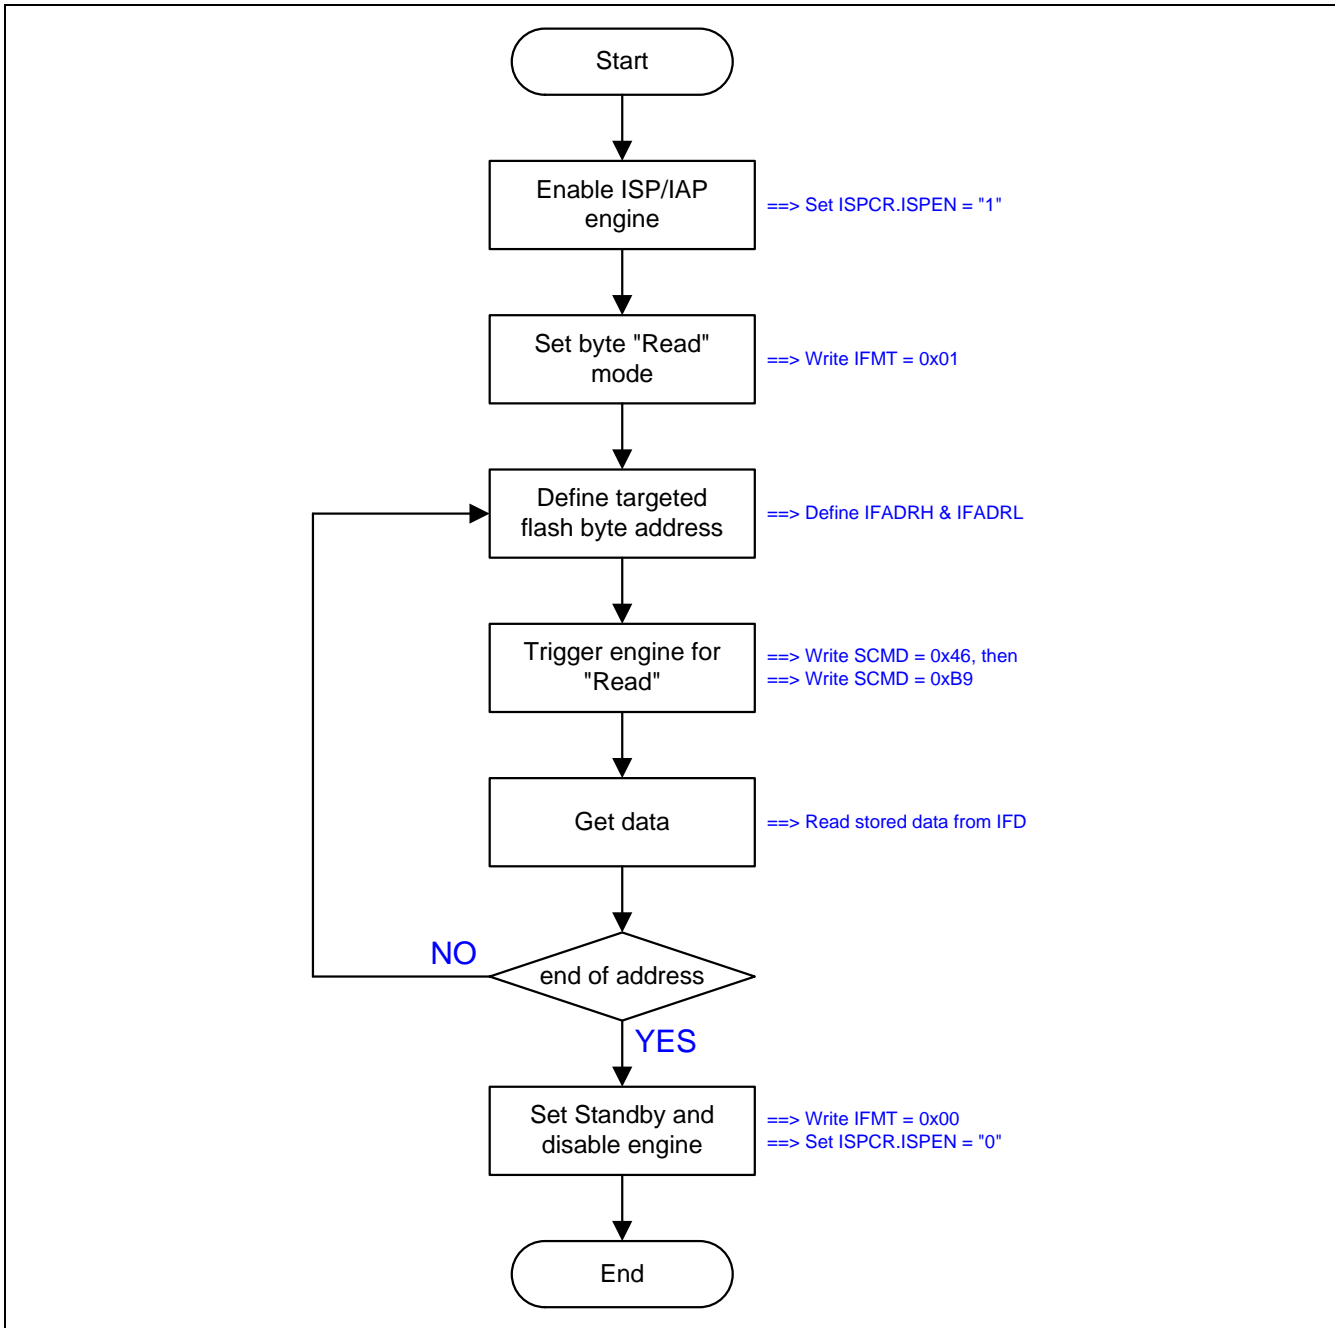 Start
Enable ISP/IAP
engine
==> Set ISPCR.ISPEN = "1"
Set byte "Read"
mode
==> Write IFMT = 0x01
Define targeted
flash byte address
==> Define IFADRH & IFADRL
Trigger engine for
"Read"
==> Write SCMD = 0x46, then
==> Write SCMD = 0xB9
Get data
==> Read stored data from IFD
NO
end of address
YES
Set Standby and
disable engine
==> Write IFMT = 0x00
==> Set ISPCR.ISPEN = "0"
End